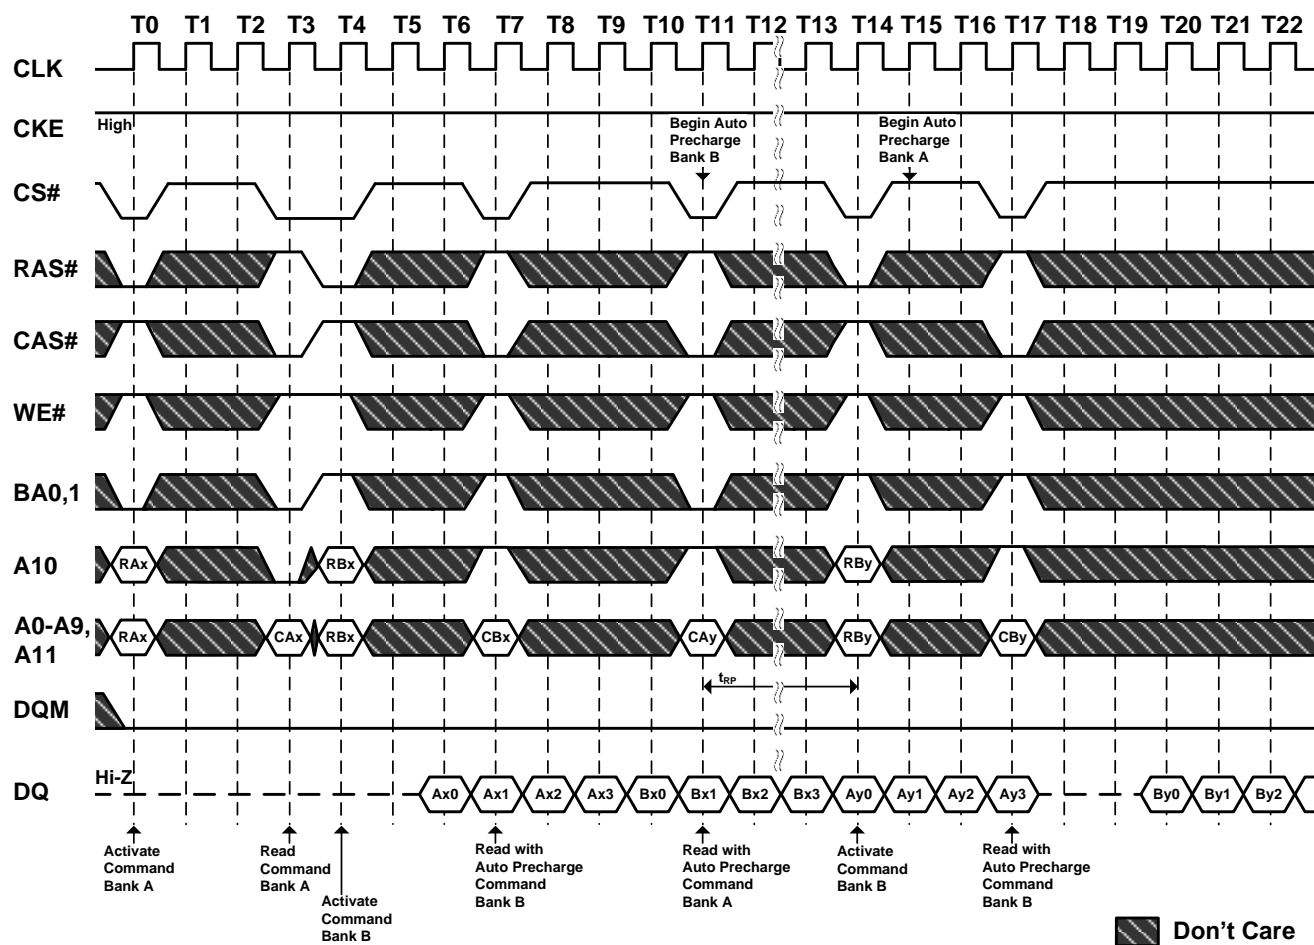 T0 T1 T2 T3 T4 T5 T6 T7 T8 T9 T10 T11 T12 T13 T14 T15 T16 T17 T18 T19 T20 T21 T22
CLK
CKE
High
Begin Auto
Precharge
Bank B
Begin Auto
Precharge
Bank A
CS#
RAS#
CAS#
WE#
BA0,1
A10
RAx RBx RBy
A0-A9,
A11
RAx CAx RBx CBx CAy RBy CBy
tRP
DQM
Hi-Z
DQ
Ax0 Ax1 Ax2 Ax3 Bx0 Bx1 Bx2 Bx3 Ay0 Ay1 Ay2 Ay3 By0 By1 By2
Activate
Command
Bank A
Read
Command
Bank A
Activate
Command
Bank B
Read with
Auto Precharge
Command
Bank B
Read with
Auto Precharge
Command
Bank A
Activate
Command
Bank B
Read with
Auto Precharge
Command
Bank B
Don't Care